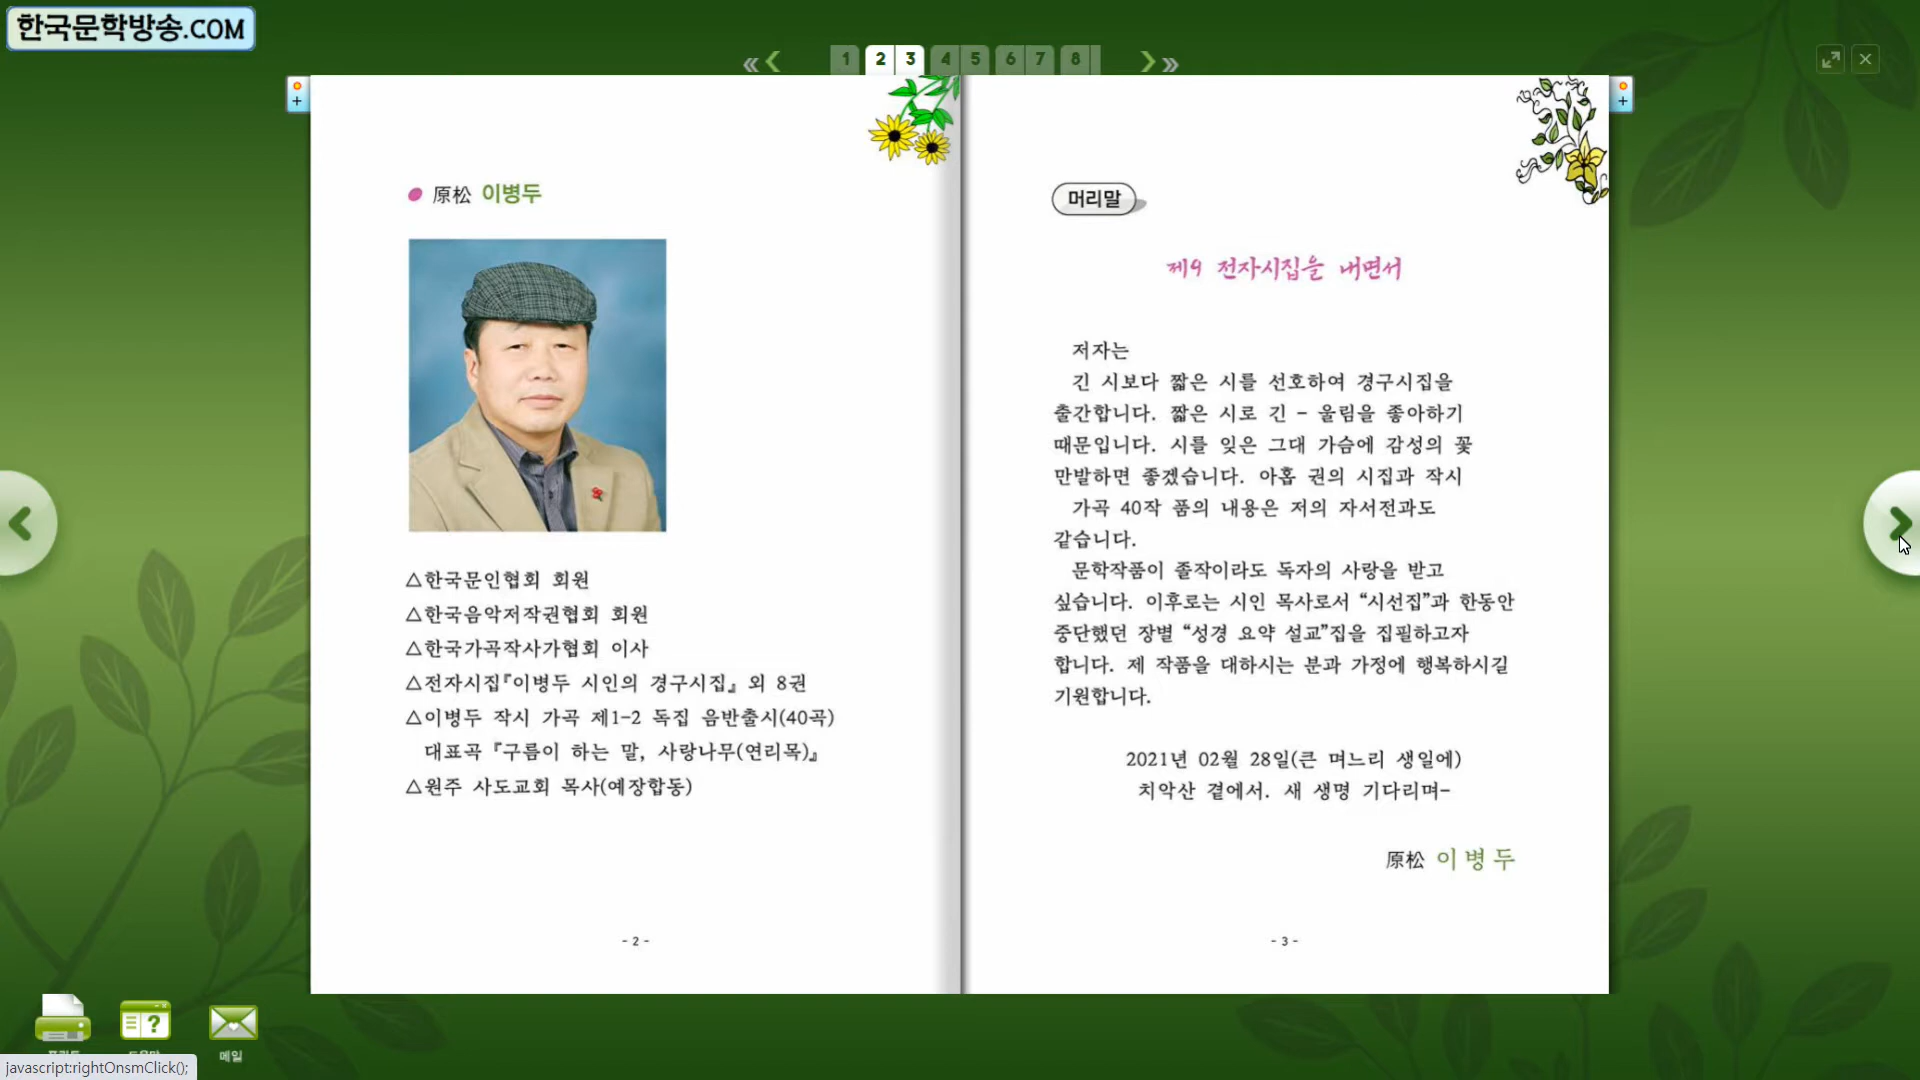 한국문학방송.COM
1 2 3 4 5 6 7 8
原松 이병두
△한국문인협회 회원
△한국음악저작권협회 회원
△한국가곡작사가협회 이사
△전자시집『이병두 시인의 경구시집』 외 8권
△이병두 작시 가곡 제1-2 독집 음반출시(40곡)
대표곡 『구름이 하는 말, 사랑나무(연리목)』
△원주 사도교회 목사(예장합동)
- 2 -
머리말
제9 전자시집을 내면서
저자는
긴 시보다 짧은 시를 선호하여 경구시집을
출간합니다. 짧은 시로 긴 - 울림을 좋아하기
때문입니다. 시를 잊은 그대 가슴에 감성의 꽃
만발하면 좋겠습니다. 아홉 권의 시집과 작시
가곡 40작 품의 내용은 저의 자서전과도
같습니다.
문학작품이 졸작이라도 독자의 사랑을 받고
싶습니다. 이후로는 시인 목사로서 “시선집”과 한동안
중단했던 장별 “성경 요약 설교”집을 집필하고자
합니다. 제 작품을 대하시는 분과 가정에 행복하시길
기원합니다.
2021년 02월 28일(큰 며느리 생일에)
치악산 곁에서. 새 생명 기다리며-
原松 이병두
- 3 -
메일
javascript:rightOnsmClick();